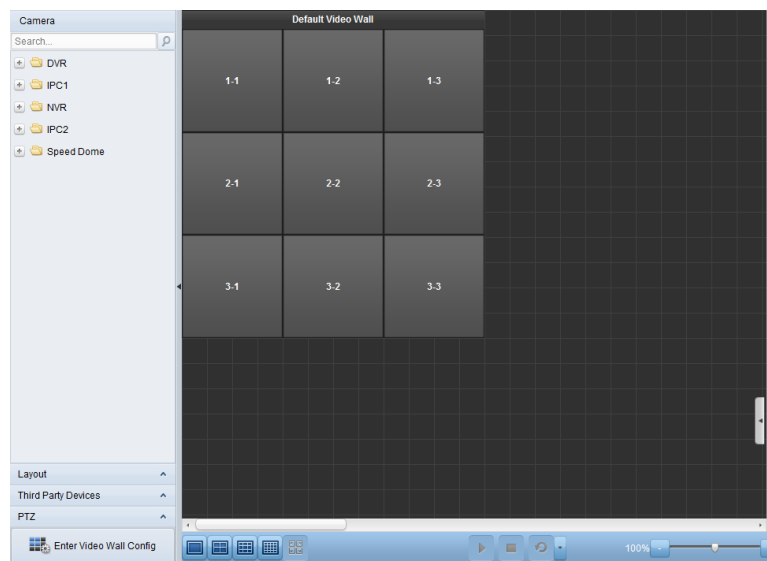 Camera
Search...
DVR
IPC1
NVR
IPC2
Speed Dome
Layout
Third Party Devices
PTZ
Enter Video Wall Config
Default Video Wall
1-1 1-2 1-3
2-1 2-2 2-3
3-1 3-2 3-3
100%